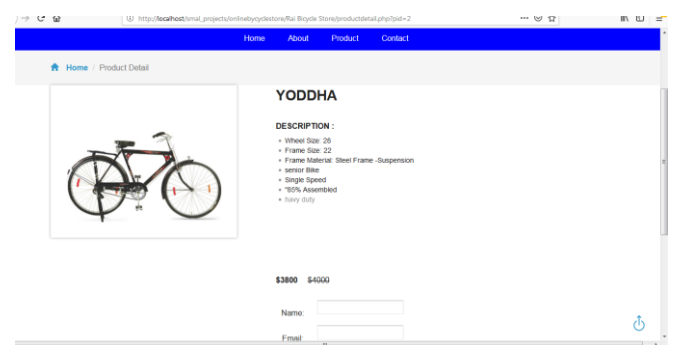 http://localhost/smal_projects/onlinebycyclestore/Rai Bicycle Store/productdetail.php?pid=2
Home About Product Contact
Home / Product Detail
YODDHA
DESCRIPTION :
Wheel Size: 28
Frame Size: 22
Frame Material: Steel Frame -Suspension
senior Bike
Single Speed
"85% Assembled
havy duty
$3800 $4000
Name:
Email: